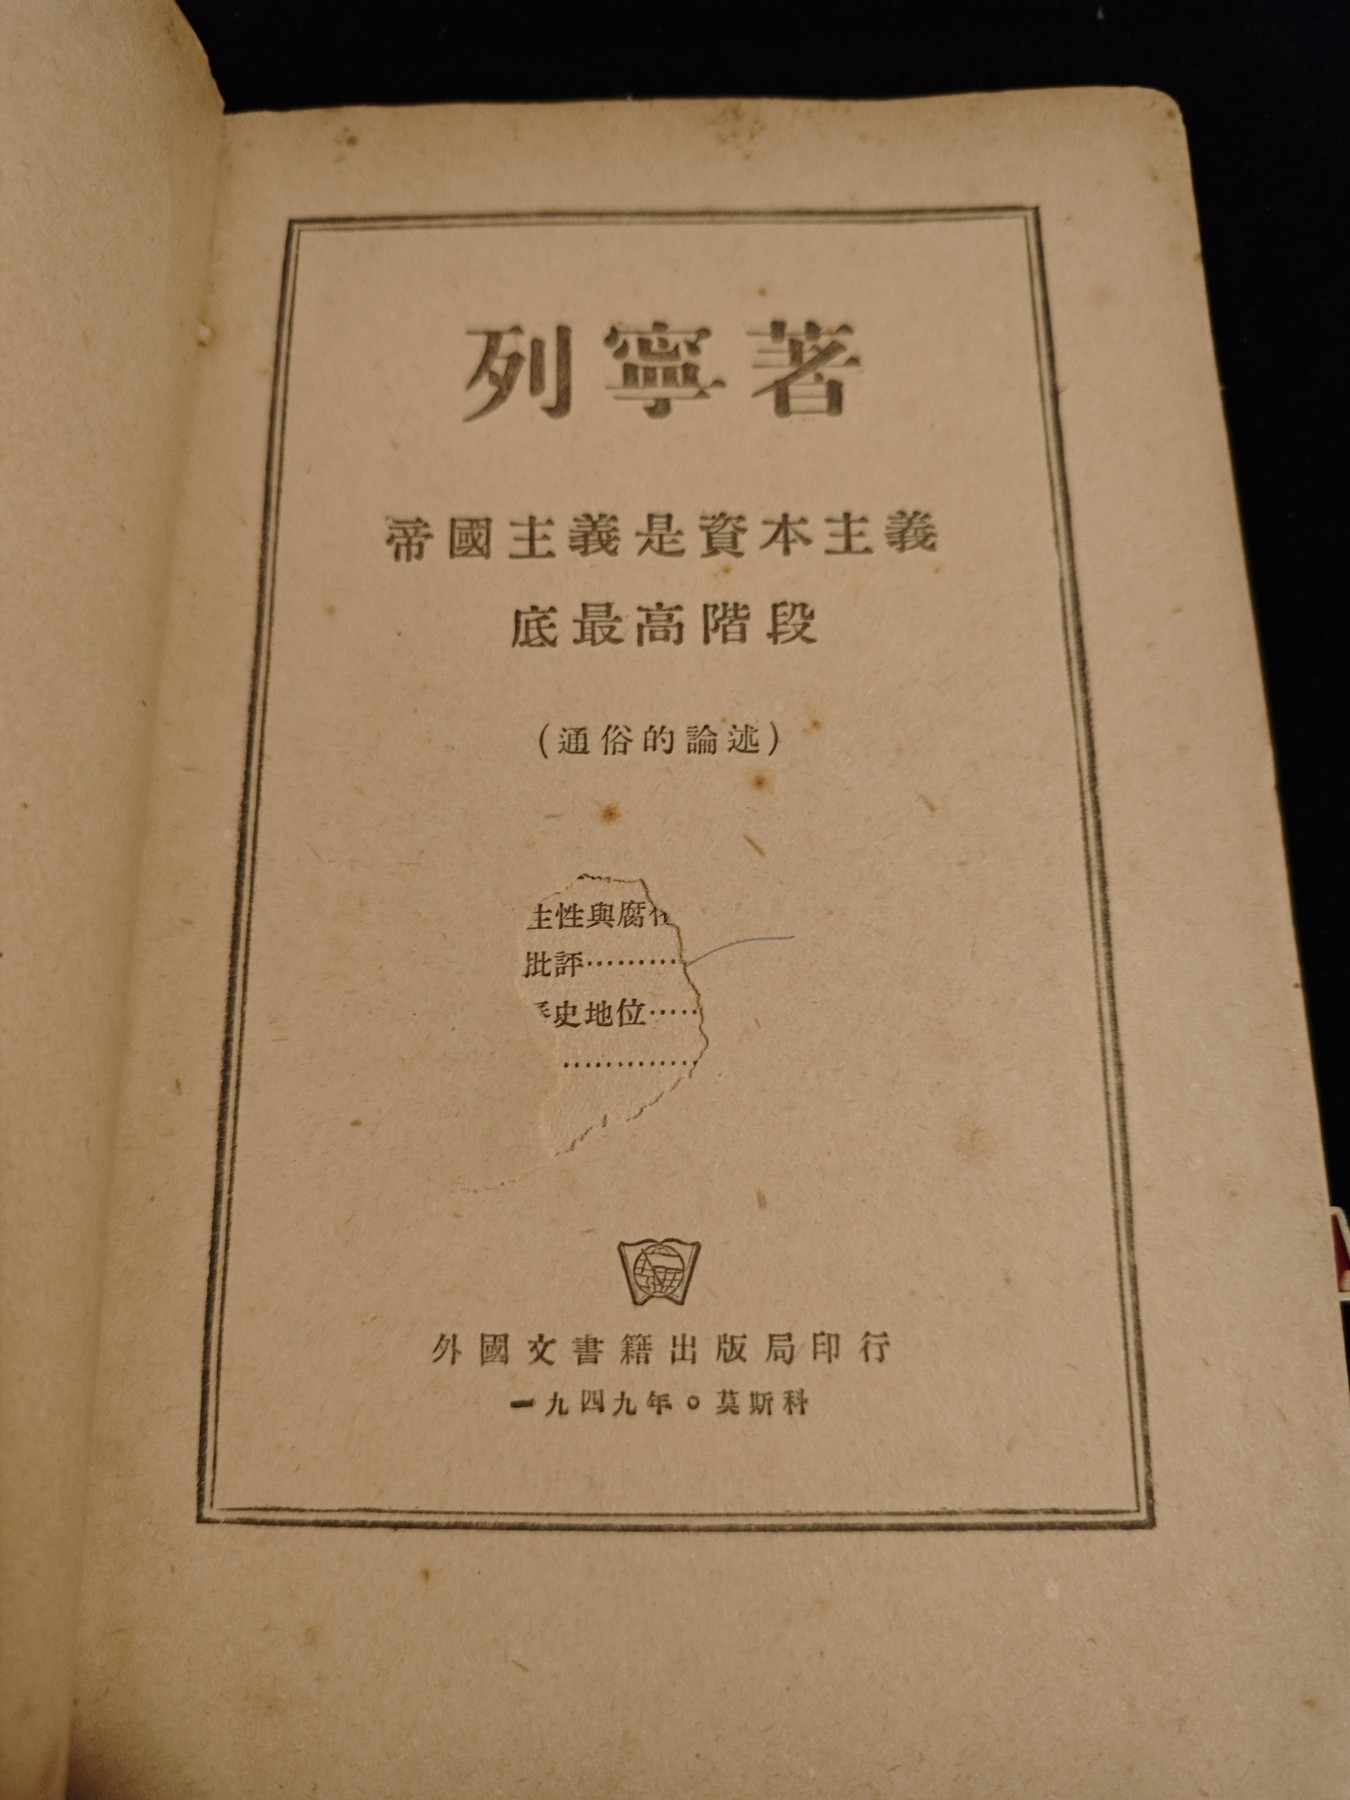 列寧著
帝國主義是資本主義
底最高階段
(通俗的論述)
性與腐
批評…………
史地位……
……………
外國文書籍出版局印行
一九四九年○莫斯科